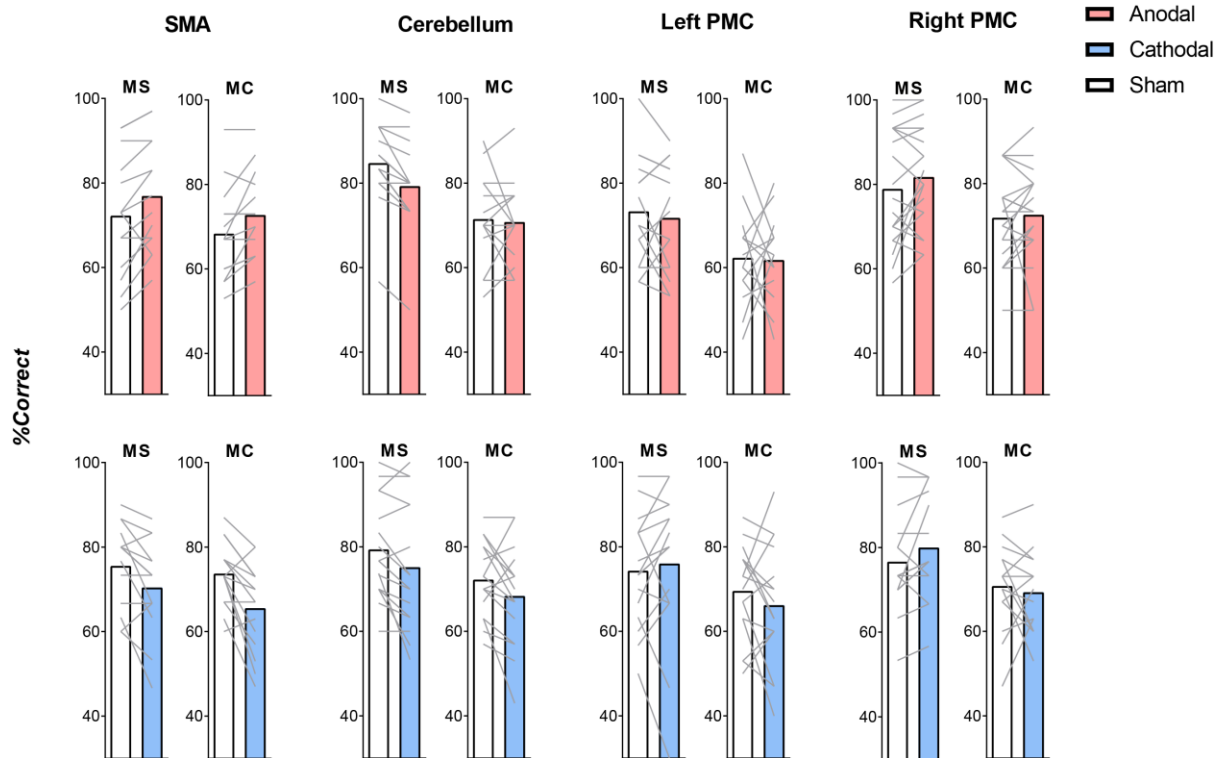 SMA Cerebellum Left PMC Right PMC
Anodal
Cathodal
Sham
MS MC MS MC MS MC MS MC
100 100 100 100 100 100 100 100
80 80 80 80 80 80 80 80
60 60 60 60 60 60 60 60
40 40 40 40 40 40 40 40
%Correct
MS MC MS MC MS MC MS MC
100 100 100 100 100 100 100 100
80 80 80 80 80 80 80 80
60 60 60 60 60 60 60 60
40 40 40 40 40 40 40 40